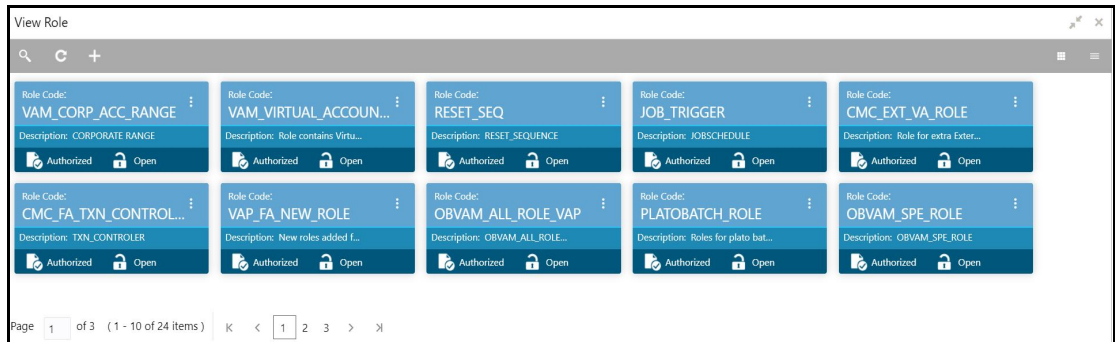 View Role
Role Code:
VAM_CORP_ACC_RANGE
Description: CORPORATE RANGE
Authorized Open
Role Code:
VAM_VIRTUAL_ACCOUN...
Description: Role contains Virtu...
Authorized Open
Role Code:
RESET_SEQ
Description: RESET_SEQUENCE
Authorized Open
Role Code:
JOB_TRIGGER
Description: JOBSCHEDULE
Authorized Open
Role Code:
CMC_EXT_VA_ROLE
Description: Role for extra Exter...
Authorized Open
Role Code:
CMC_FA_TXN_CONTROL...
Description: TXN_CONTROLER
Authorized Open
Role Code:
VAP_FA_NEW_ROLE
Description: New roles added f...
Authorized Open
Role Code:
OBVAM_ALL_ROLE_VAP
Description: OBVAM_ALL_ROLE...
Authorized Open
Role Code:
PLATOBATCH_ROLE
Description: Roles for plato bat...
Authorized Open
Role Code:
OBVAM_SPE_ROLE
Description: OBVAM_SPE_ROLE
Authorized Open
Page 1 of 3 ( 1 - 10 of 24 items ) 1 2 3